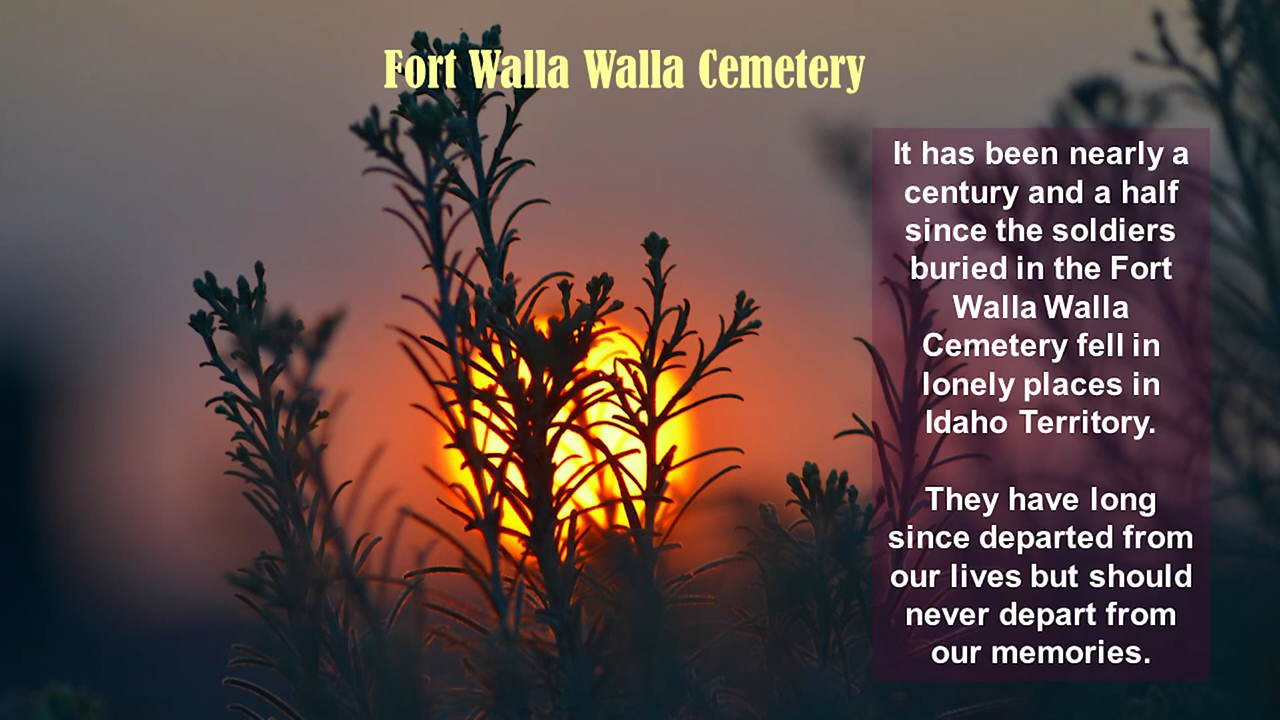 Fort Walla Walla Cemetery
It has been nearly a
century and a half
since the soldiers
buried in the Fort
Walla Walla
Cemetery fell in
lonely places in
Idaho Territory.
They have long
since departed from
our lives but should
never depart from
our memories.